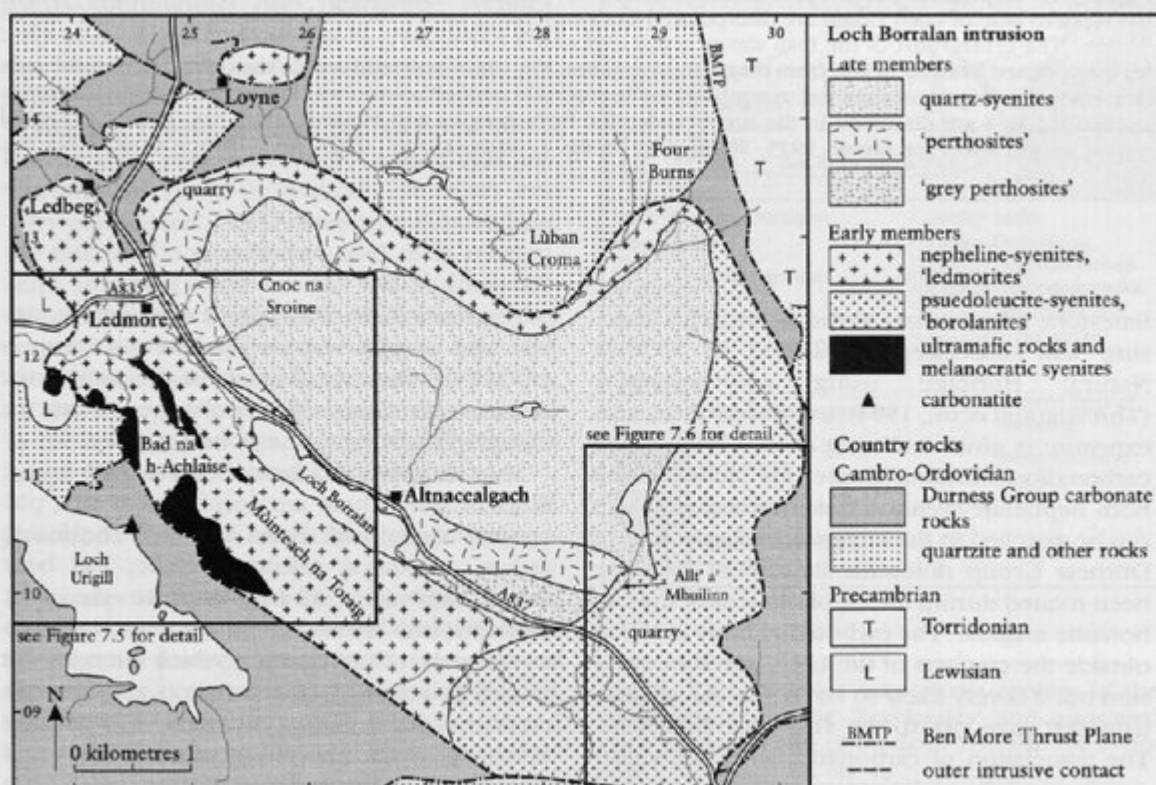 24
25
26
27
28
29
30
14
13
12
11
10
09
Loyne
BMTP
T
T
T
T
Four
Burns
quarry
Ledbeg
Lùban
Croma
Cnoc na
Sroine
L
A835
Ledmore
L
see Figure 7.6 for detail
Bad na
h-Achlaise
Loch Borralan
Altnacealgach
Mointeach na Totaig
Loch
Urigill
A837
Allt' a'
Mhuilinn
quarry
see Figure 7.5 for detail
N
0 kilometres 1
Loch Borralan intrusion
Late members
quartz-syenites
'perthosites'
'grey perthosites'
Early members
nepheline-syenites,
'ledmorites'
psuedoleucite-syenites,
'borolanites'
ultramafic rocks and
melanocratic syenites
carbonatite
Country rocks
Cambro-Ordovician
Durness Group carbonate
rocks
quartzite and other rocks
Precambrian
T Torridonian
L Lewisian
BMTP Ben More Thrust Plane
outer intrusive contact